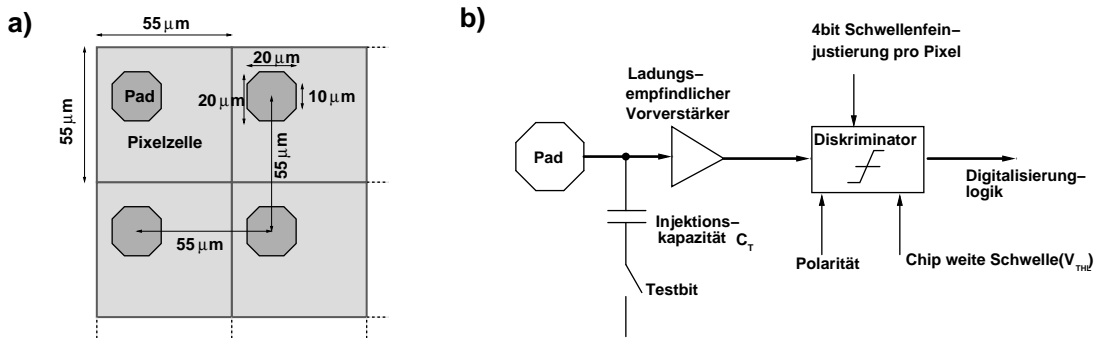 a)
55 μm
55 μm
Pad
Pixelzelle
20 μm
20 μm
10 μm
55 μm
55 μm
b)
4bit Schwellenfein-
justierung pro Pixel
Ladungs-
empfindlicher
Vorverstärker
Pad
Diskriminator
Digitalisierung-
logik
Injektions-
kapazität C_T
Testbit
Polarität
Chip weite Schwelle(V_THL)